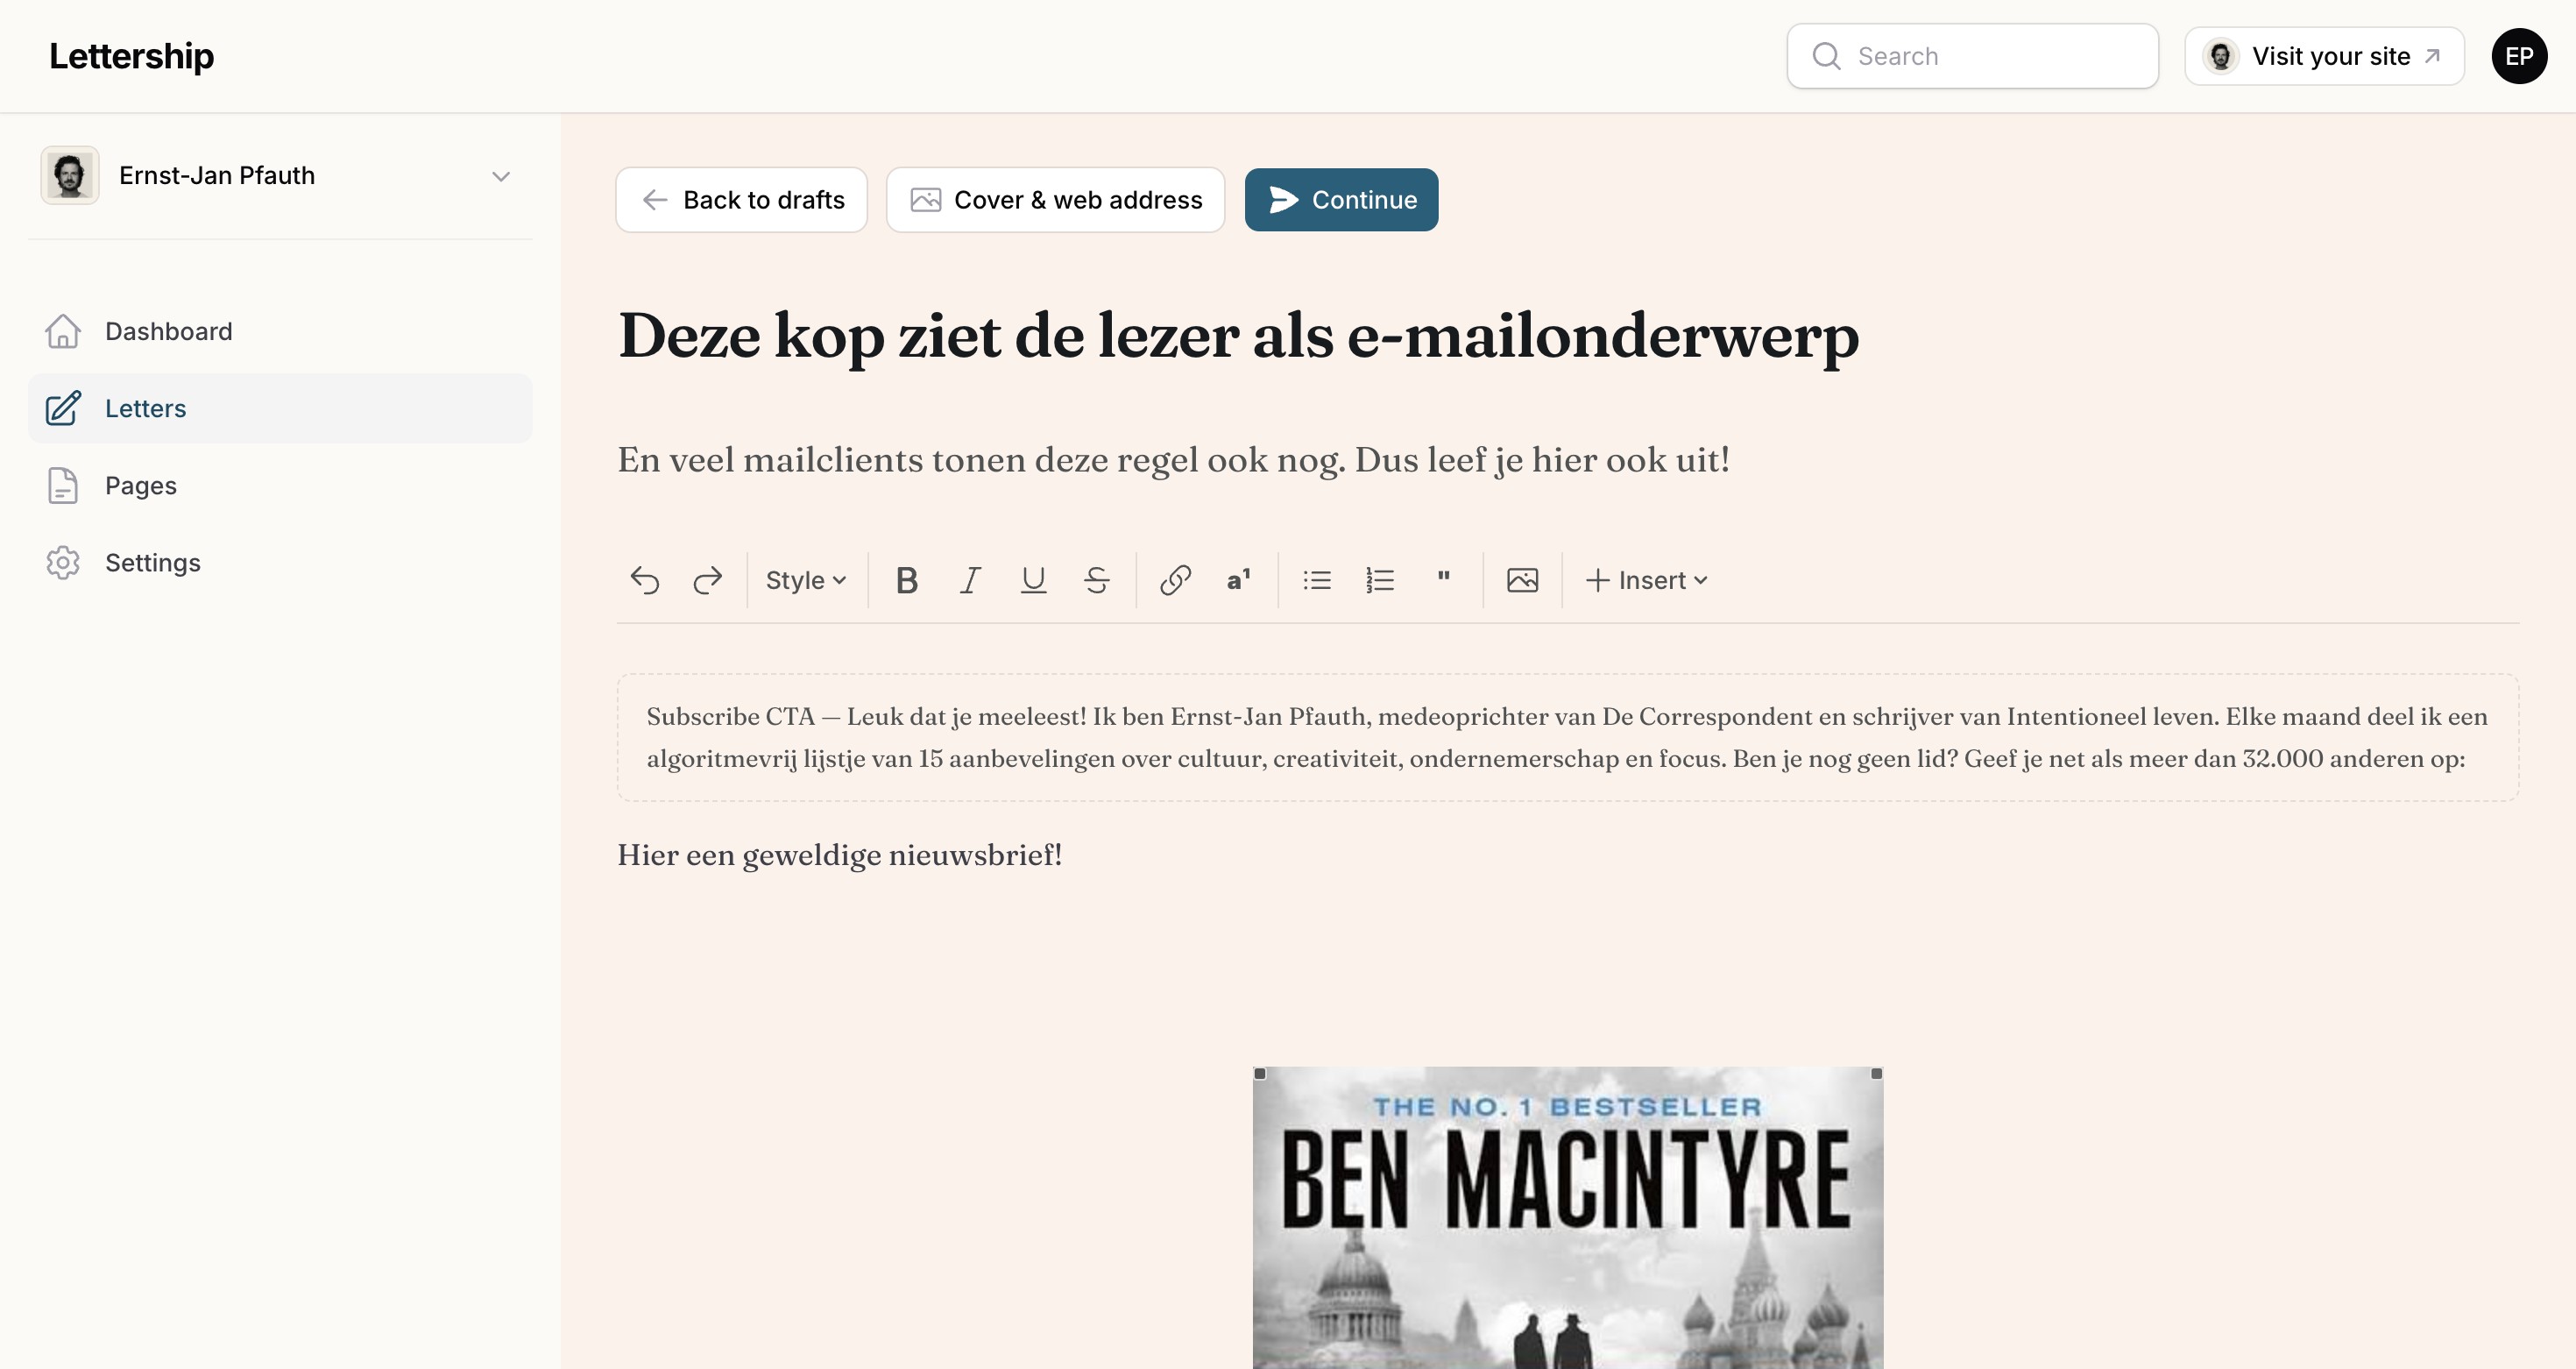 Lettership
Search
Visit your site
EP
Ernst-Jan Pfauth
Dashboard
Letters
Pages
Settings
Back to drafts
Cover & web address
Continue
Deze kop ziet de lezer als e-mailonderwerp
En veel mailclients tonen deze regel ook nog. Dus leef je hier ook uit!
Style
B I U S
a¹
"
Insert
Subscribe CTA — Leuk dat je meeleest! Ik ben Ernst-Jan Pfauth, medeoprichter van De Correspondent en schrijver van Intentioneel leven. Elke maand deel ik een
algoritmevrij lijstje van 15 aanbevelingen over cultuur, creativiteit, ondernemerschap en focus. Ben je nog geen lid? Geef je net als meer dan 32.000 anderen op:
Hier een geweldige nieuwsbrief!
THE NO. 1 BESTSELLER
BEN MACINTYRE